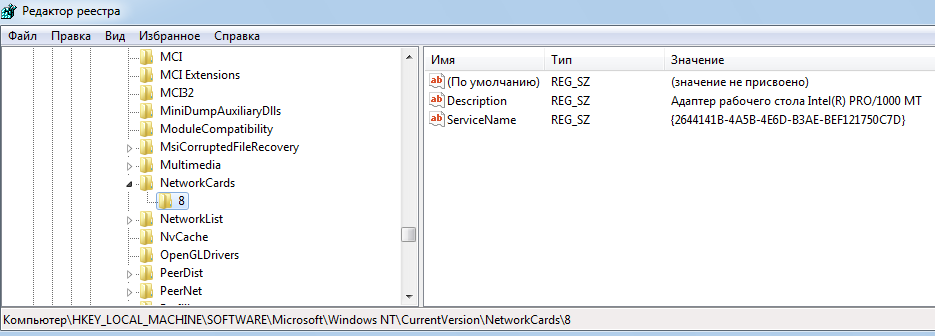 Редактор реестра
Файл Правка Вид Избранное Справка
MCI
MCI Extensions
MCI32
MiniDumpAuxiliaryDlls
ModuleCompatibility
MsiCorruptedFileRecovery
Multimedia
NetworkCards
8
NetworkList
NvCache
OpenGLDrivers
PeerDist
PeerNet
Имя Тип Значение
(По умолчанию) REG_SZ (значение не присвоено)
Description REG_SZ Адаптер рабочего стола Intel(R) PRO/1000 MT
ServiceName REG_SZ {2644141B-4A5B-4E6D-B3AE-BEF121750C7D}
Компьютер\HKEY_LOCAL_MACHINE\SOFTWARE\Microsoft\Windows NT\CurrentVersion\NetworkCards\8